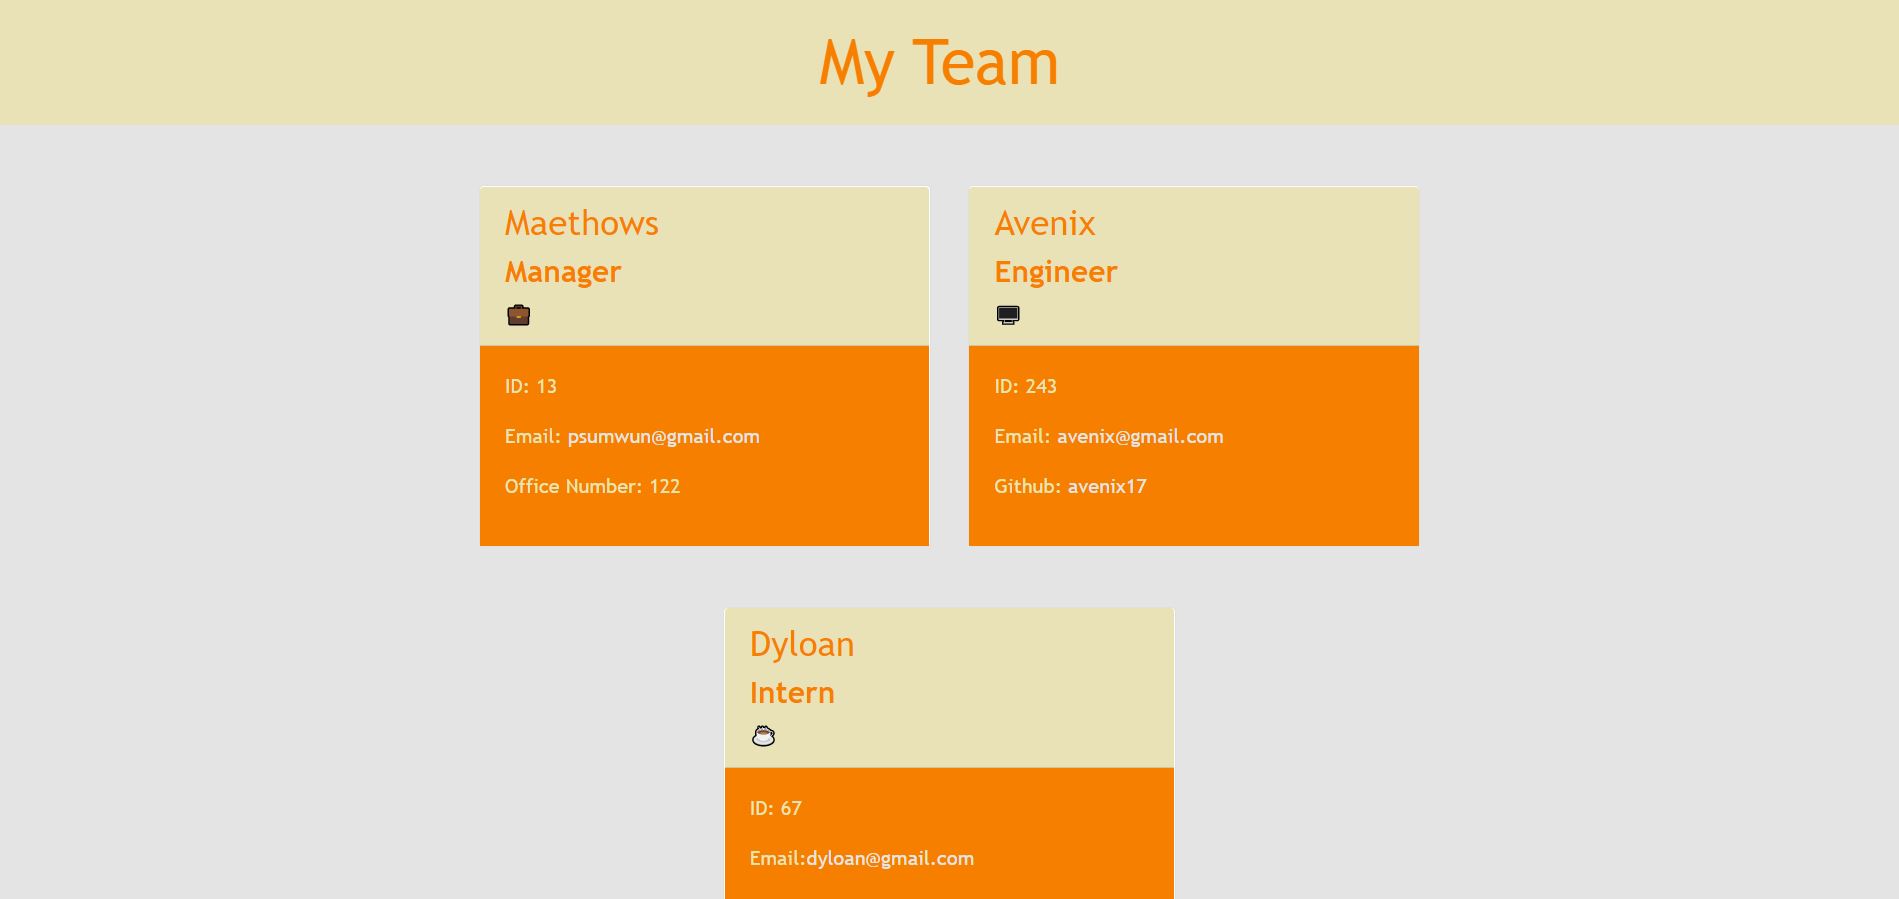 My Team
Maethows
Manager
ID: 13
Email: psumwun@gmail.com
Office Number: 122
Avenix
Engineer
ID: 243
Email: avenix@gmail.com
Github: avenix17
Dyloan
Intern
ID: 67
Email:dyloan@gmail.com